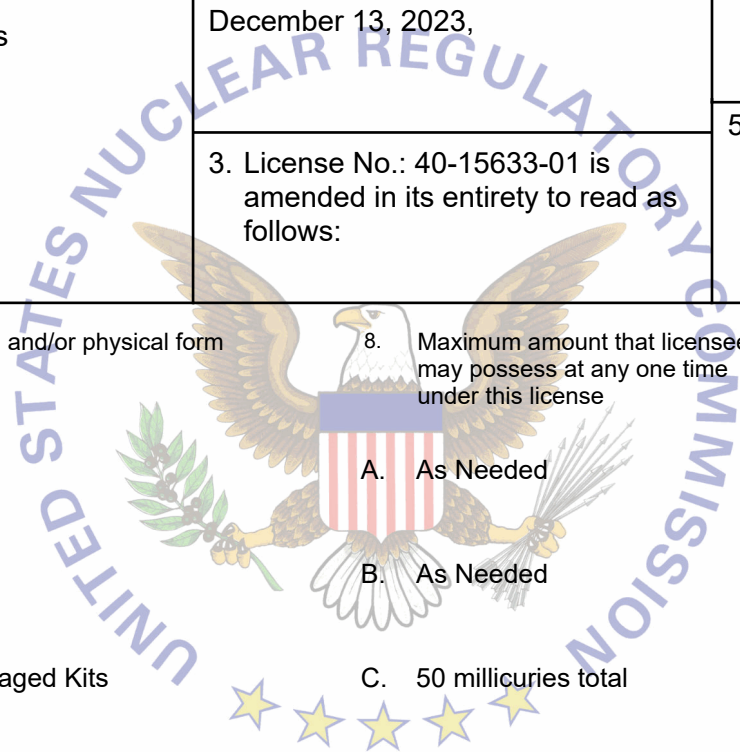 s
December 13, 2023,
5
3. License No.: 40-15633-01 is
amended in its entirety to read as
follows:
and/or physical form
8. Maximum amount that licensee
may possess at any one time
under this license
A. As Needed
B. As Needed
aged Kits
C. 50 millicuries total
UNITED STATES NUCLEAR REGULATORY COMMISSION